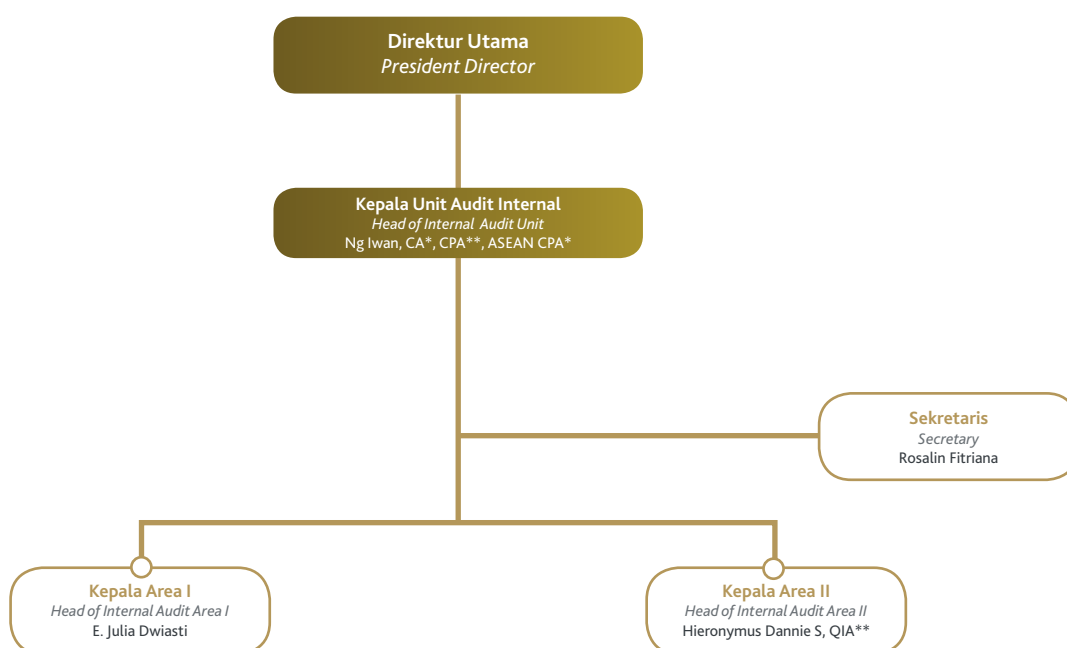 Direktur Utama
President Director
Kepala Unit Audit Internal
Head of Internal Audit Unit
Ng Iwan, CA*, CPA**, ASEAN CPA*
Sekretaris
Secretary
Rosalin Fitriana
Kepala Area I
Head of Internal Audit Area I
E. Julia Dwiasti
Kepala Area II
Head of Internal Audit Area II
Hieronymus Dannie S, QIA**